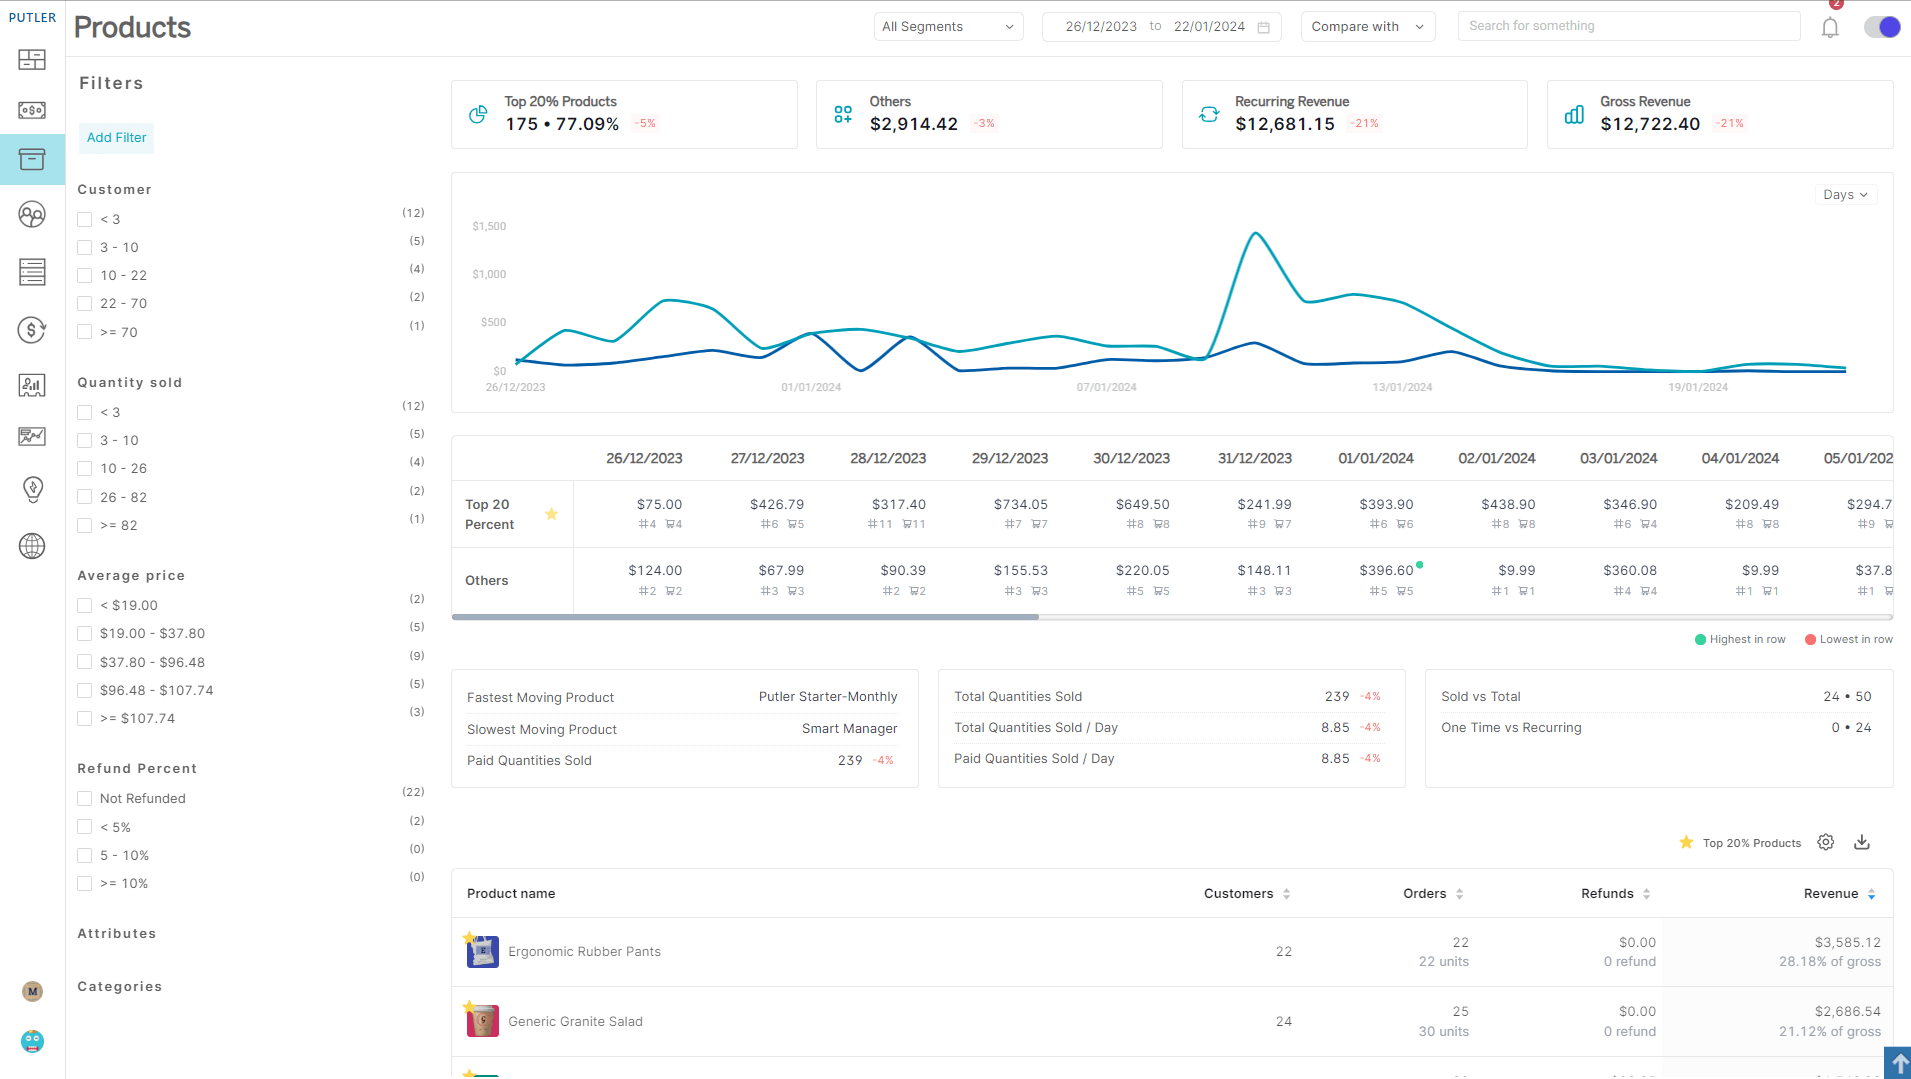 PUTLER
Products
All Segments
26/12/2023 to 22/01/2024
Compare with
Search for something
2
Filters
Add Filter
Customer
< 3 (12)
3 - 10 (5)
10 - 22 (4)
22 - 70 (2)
>= 70 (1)
Quantity sold
< 3 (12)
3 - 10 (5)
10 - 26 (4)
26 - 82 (2)
>= 82 (1)
Average price
< $19.00 (2)
$19.00 - $37.80 (5)
$37.80 - $96.48 (9)
$96.48 - $107.74 (5)
>= $107.74 (3)
Refund Percent
Not Refunded (22)
< 5% (2)
5 - 10% (0)
>= 10% (0)
Attributes
Categories
M
Top 20% Products
175 • 77.09% -5%
Others
$2,914.42 -3%
Recurring Revenue
$12,681.15 -21%
Gross Revenue
$12,722.40 -21%
Days
$1,500
$1,000
$500
$0
26/12/2023 01/01/2024 07/01/2024 13/01/2024 19/01/2024
26/12/2023 27/12/2023 28/12/2023 29/12/2023 30/12/2023 31/12/2023 01/01/2024 02/01/2024 03/01/2024 04/01/2024 05/01/202
Top 20 Percent
$75.00 $426.79 $317.40 $734.05 $649.50 $241.99 $393.90 $438.90 $346.90 $209.49 $294.7
#4 4 #6 5 #11 11 #7 7 #8 8 #9 7 #6 6 #8 8 #6 4 #8 8 #9
Others
$124.00 $67.99 $90.39 $155.53 $220.05 $148.11 $396.60 $9.99 $360.08 $9.99 $37.8
#2 2 #3 3 #2 2 #3 3 #5 5 #3 3 #5 5 #1 1 #4 4 #1 1 #1
Highest in row Lowest in row
Fastest Moving Product Putler Starter-Monthly
Slowest Moving Product Smart Manager
Paid Quantities Sold 239 -4%
Total Quantities Sold 239 -4%
Total Quantities Sold / Day 8.85 -4%
Paid Quantities Sold / Day 8.85 -4%
Sold vs Total 24 • 50
One Time vs Recurring 0 • 24
Top 20% Products
Product name Customers Orders Refunds Revenue
Ergonomic Rubber Pants 22 22 $0.00 $3,585.12
22 units 0 refund 28.18% of gross
Generic Granite Salad 24 25 $0.00 $2,686.54
30 units 0 refund 21.12% of gross